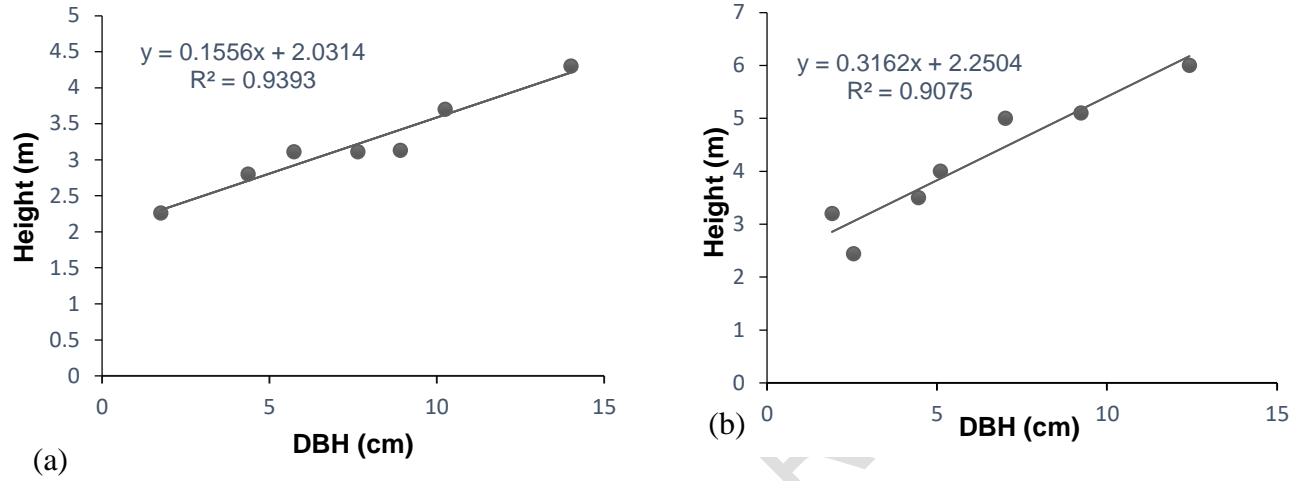 5
4.5
4
3.5
3
2.5
2
1.5
1
0.5
0
y = 0.1556x + 2.0314
R² = 0.9393
Height (m)
0 5 10 15
DBH (cm)
(a)
7
6
5
4
3
2
1
0
y = 0.3162x + 2.2504
R² = 0.9075
Height (m)
0 5 10 15
DBH (cm)
(b)